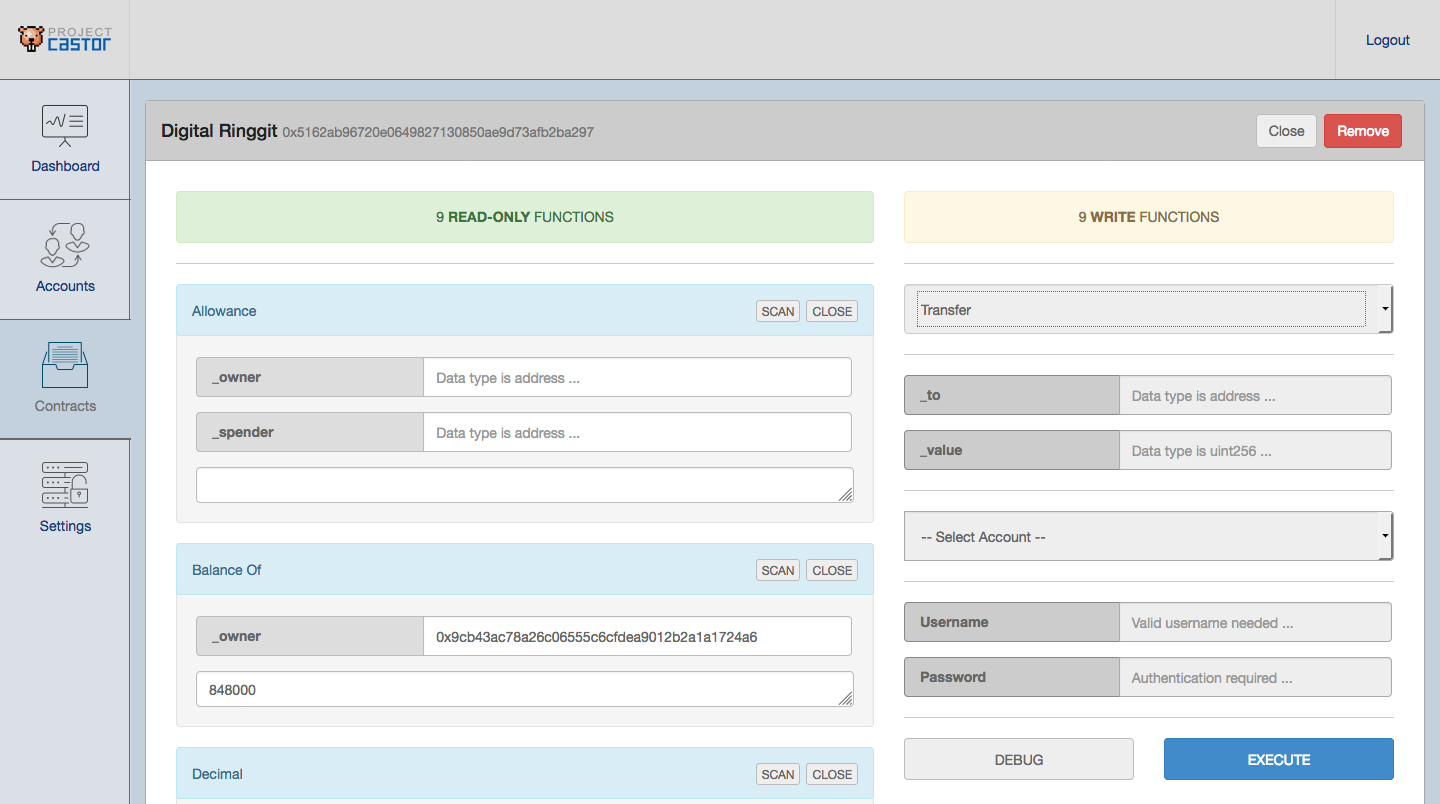 PROJECT
castor
Logout
Dashboard
Accounts
Contracts
Settings
Digital Ringgit 0x5162ab96720e0649827130850ae9d73afb2ba297
Close
Remove
9 READ-ONLY FUNCTIONS
Allowance
SCAN
CLOSE
_owner
Data type is address ...
_spender
Data type is address ...
Balance Of
SCAN
CLOSE
_owner
0x9cb43ac78a26c06555c6cfdea9012b2a1a1724a6
848000
Decimal
SCAN
CLOSE
9 WRITE FUNCTIONS
Transfer
_to
Data type is address ...
_value
Data type is uint256 ...
-- Select Account --
Username
Valid username needed ...
Password
Authentication required ...
DEBUG
EXECUTE